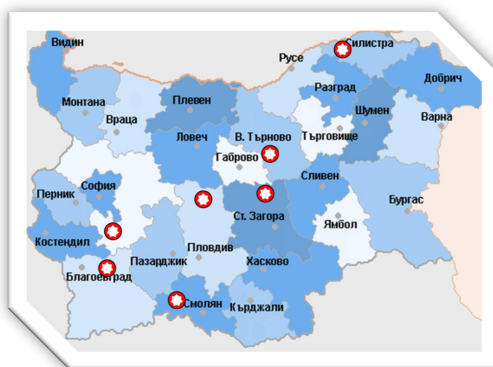 Видин
Силистра
Русе
Добрич
Монтана
Плевен
Разград
Враца
Шумен
Варна
Ловеч
В. Търново
Търговище
Габрово
Перник
София
Сливен
Бургас
Костендил
Ст. Загора
Ямбол
Пловдив
Благоевград
Пазарджик
Хасково
Смолян
Кърджали